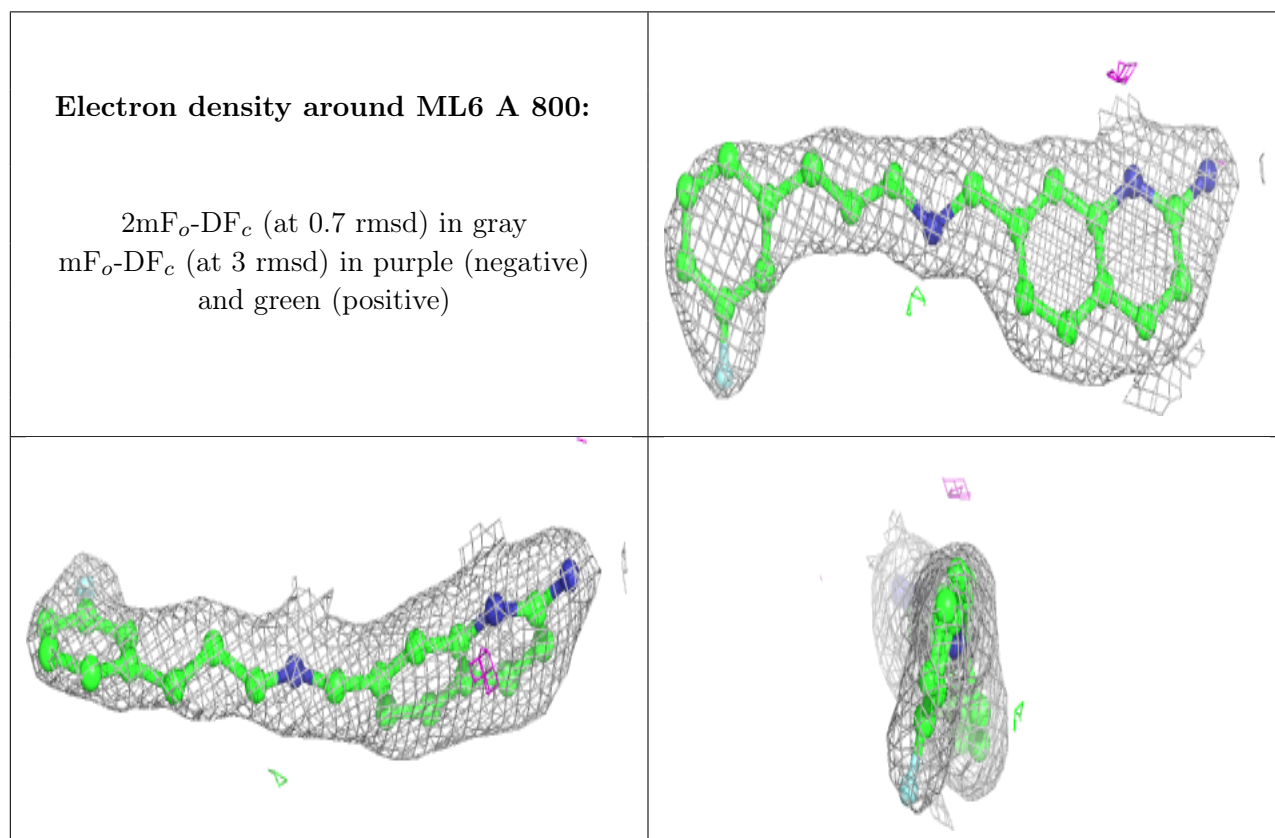 Electron density around ML6 A 800:
2mFo-DFc (at 0.7 rmsd) in gray
mFo-DFc (at 3 rmsd) in purple (negative)
and green (positive)